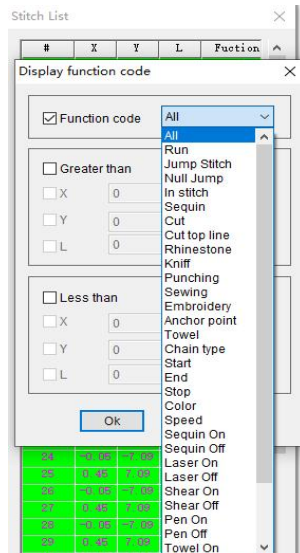 Stitch List
# X Y L Fuction
Display function code
Function code All
All
Run
Jump Stitch
Null Jump
In stitch
Sequin
Cut
Cut top line
Rhinestone
Kniff
Punching
Sewing
Embroidery
Anchor point
Towel
Chain type
Start
End
Stop
Color
Speed
Sequin On
Sequin Off
Laser On
Laser Off
Shear On
Shear Off
Pen On
Pen Off
Towel On
Greater than
X 0
Y 0
L 0
Less than
X 0
Y 0
L 0
Ok
24 -0.05 -7.09
25 0.45 7.09
26 -0.05 -7.09
27 0.45 7.09
28 -0.05 -7.09
29 0.45 7.09